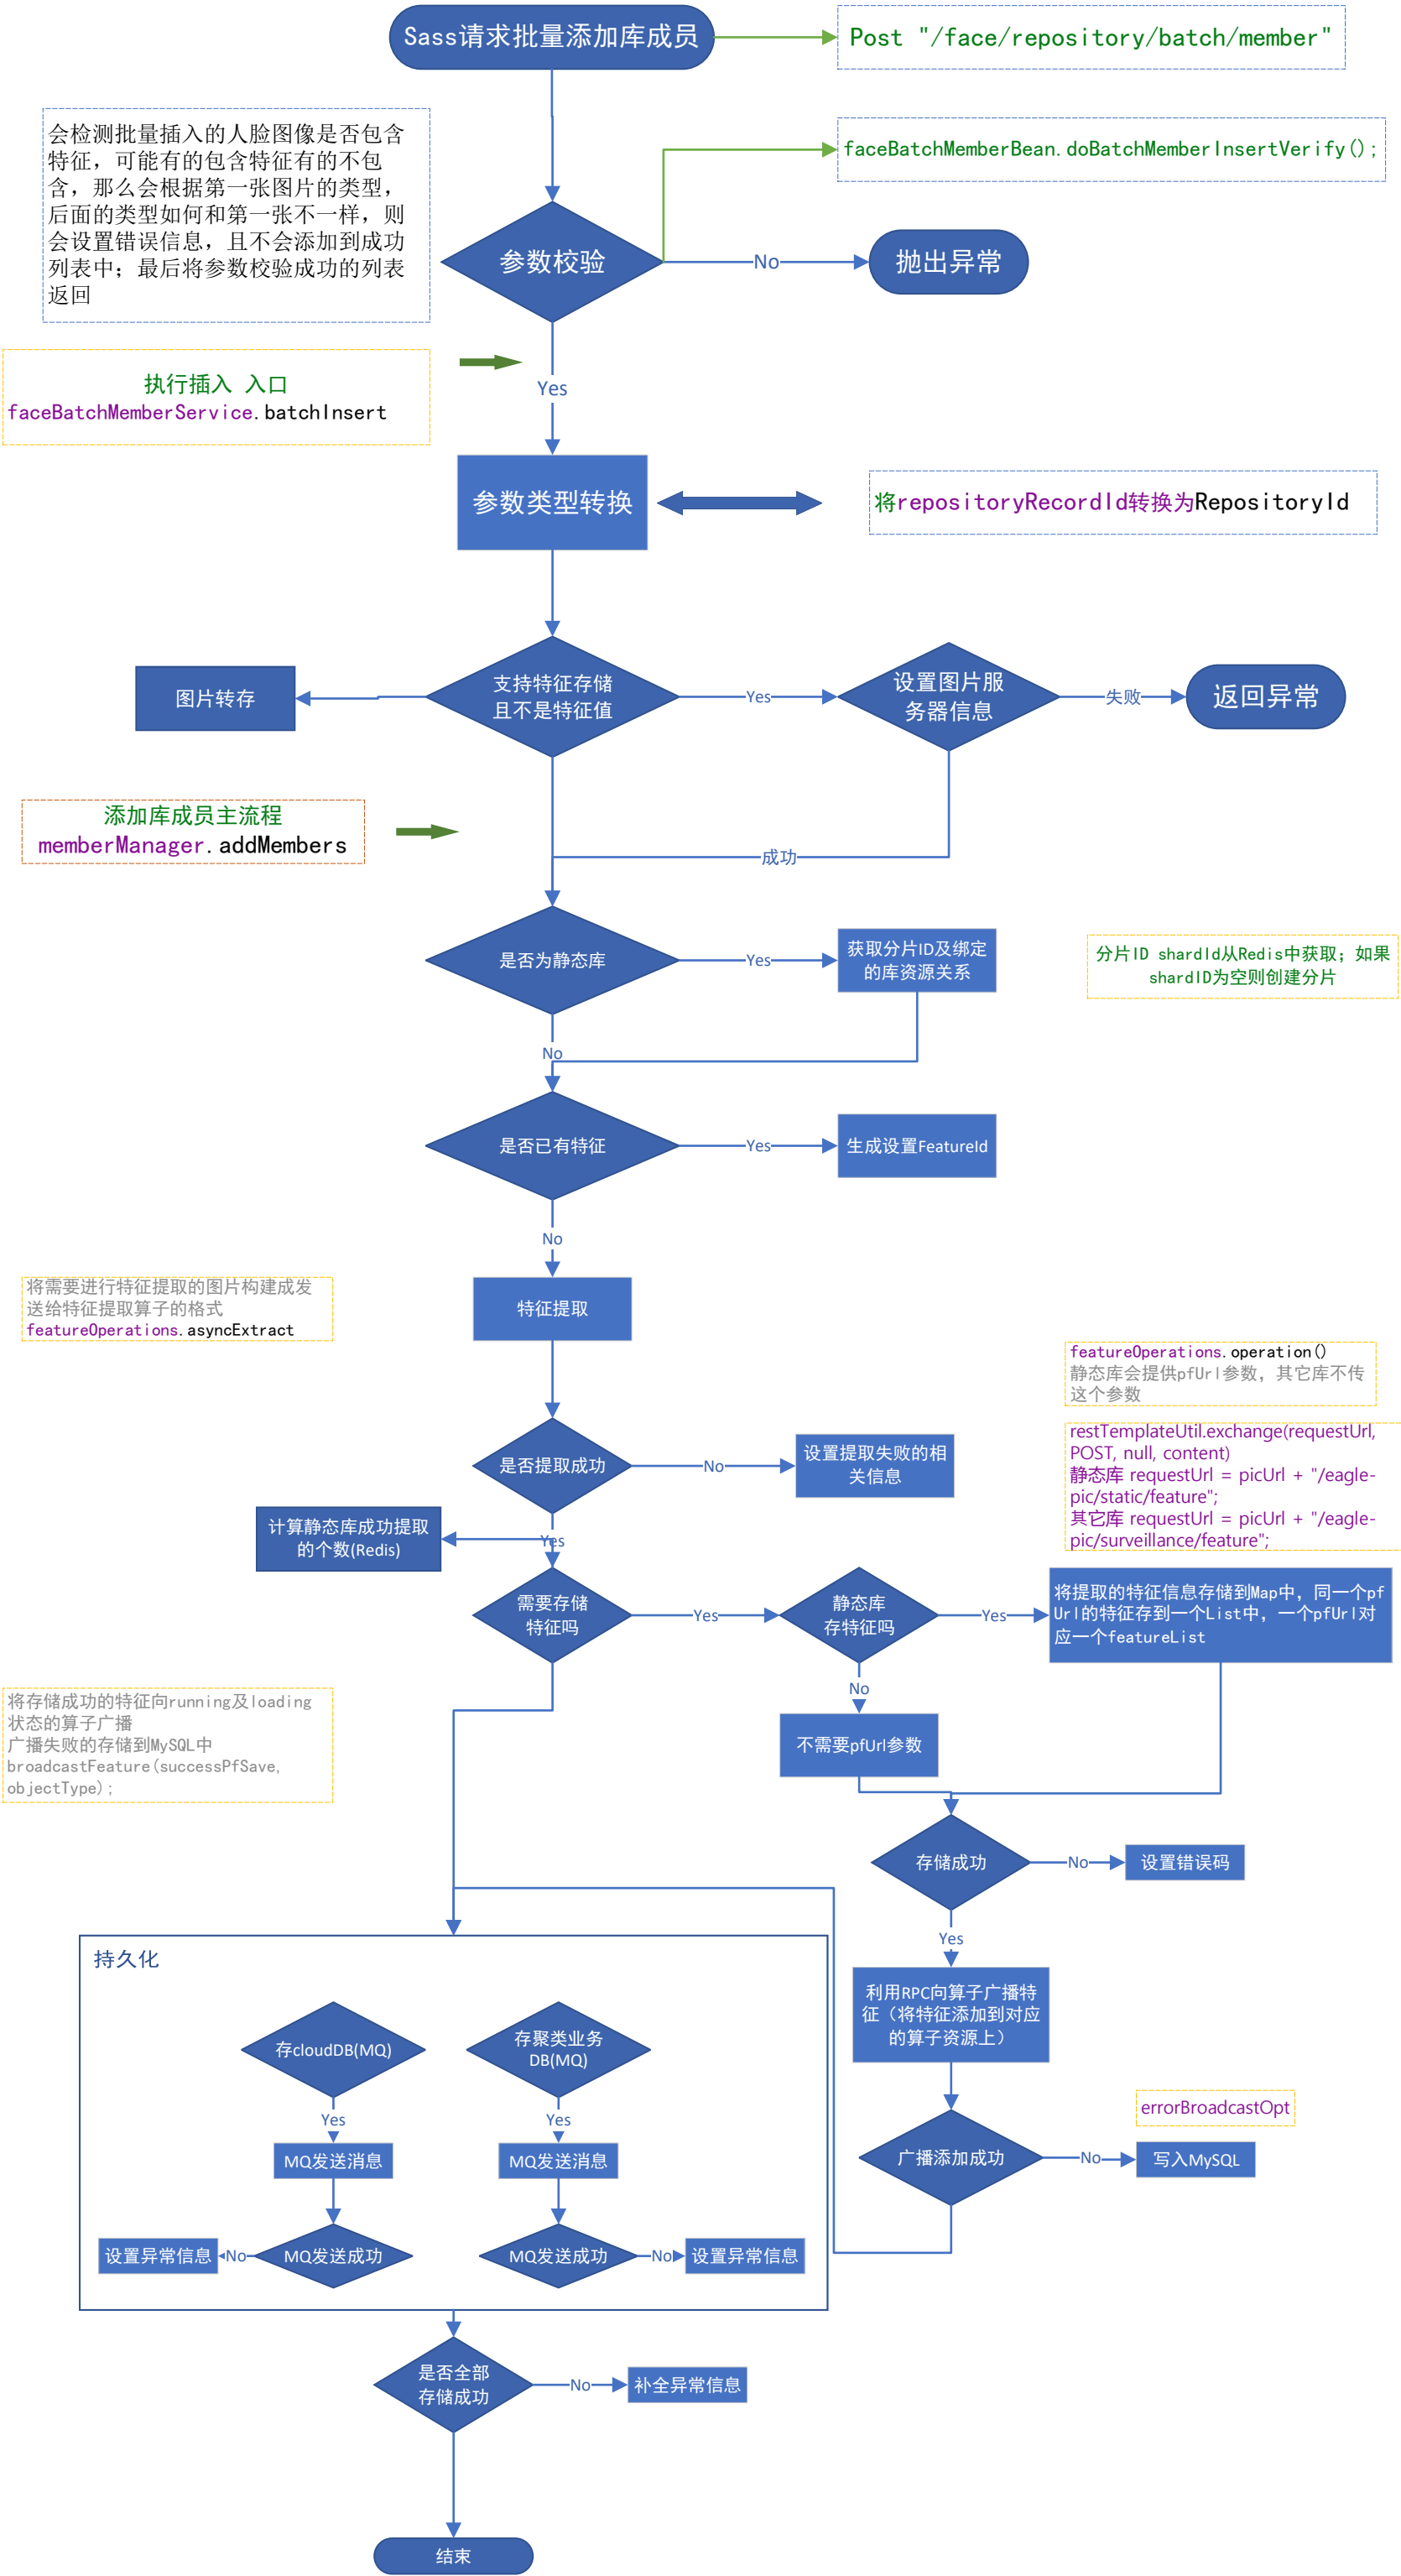 Sass请求批量添加库成员
Post "/face/repository/batch/member"
会检测批量插入的人脸图像是否包含
特征，可能有的包含特征有的不包
含，那么会根据第一张图片的类型，
后面的类型如何和第一张不一样，则
会设置错误信息，且不会添加到成功
列表中；最后将参数校验成功的列表
返回
faceBatchMemberBean.doBatchMemberInsertVerify();
参数校验
No
抛出异常
执行插入 入口
faceBatchMemberService.batchInsert
Yes
参数类型转换
将repositoryRecordId转换为RepositoryId
图片转存
支持特征存储
且不是特征值
Yes
设置图片服
务器信息
失败
返回异常
添加库成员主流程
memberManager.addMembers
成功
是否为静态库
Yes
获取分片ID及绑定
的库资源关系
分片ID shardId从Redis中获取；如果
shardID为空则创建分片
No
是否已有特征
Yes
生成设置FeatureId
No
将需要进行特征提取的图片构建成发
送给特征提取算子的格式
featureOperations.asyncExtract
特征提取
featureOperations.operation()
静态库会提供pfUrl参数，其它库不传
这个参数
restTemplateUtil.exchange(requestUrl,
POST, null, content)
静态库 requestUrl = picUrl + "/eagle-
pic/static/feature";
其它库 requestUrl = picUrl + "/eagle-
pic/surveillance/feature";
是否提取成功
No
设置提取失败的相
关信息
计算静态库成功提取
的个数(Redis)
Yes
需要存储
特征吗
Yes
静态库
存特征吗
Yes
将提取的特征信息存储到Map中，同一个pf
Url的特征存到一个List中，一个pfUrl对
应一个featureList
No
将存储成功的特征向running及loading
状态的算子广播
广播失败的存储到MySQL中
broadcastFeature(successPfSave,
objectType);
不需要pfUrl参数
存储成功
No
设置错误码
Yes
持久化
利用RPC向算子广播特
征（将特征添加到对应
的算子资源上）
存cloudDB(MQ)
存聚类业务
DB(MQ)
errorBroadcastOpt
Yes
Yes
MQ发送消息
MQ发送消息
广播添加成功
No
写入MySQL
设置异常信息
No
MQ发送成功
MQ发送成功
No
设置异常信息
是否全部
存储成功
No
补全异常信息
结束